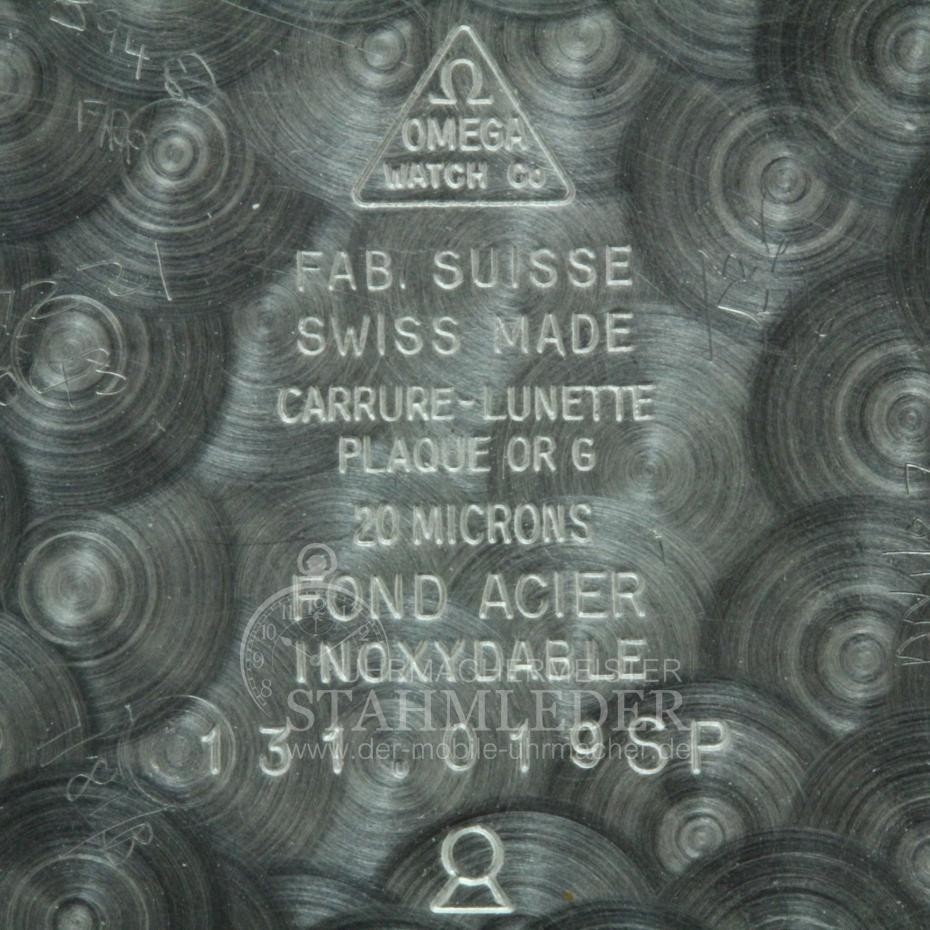 Ω
OMEGA
WATCH Co
FAB. SUISSE
SWISS MADE
CARRURE-LUNETTE
PLAQUE OR G
20 MICRONS
FOND ACIER
INOXYDABLE
UHRMACHERMEISTER
STAHMLEDER
www.der-mobile-uhrmacher.de
131.019SP